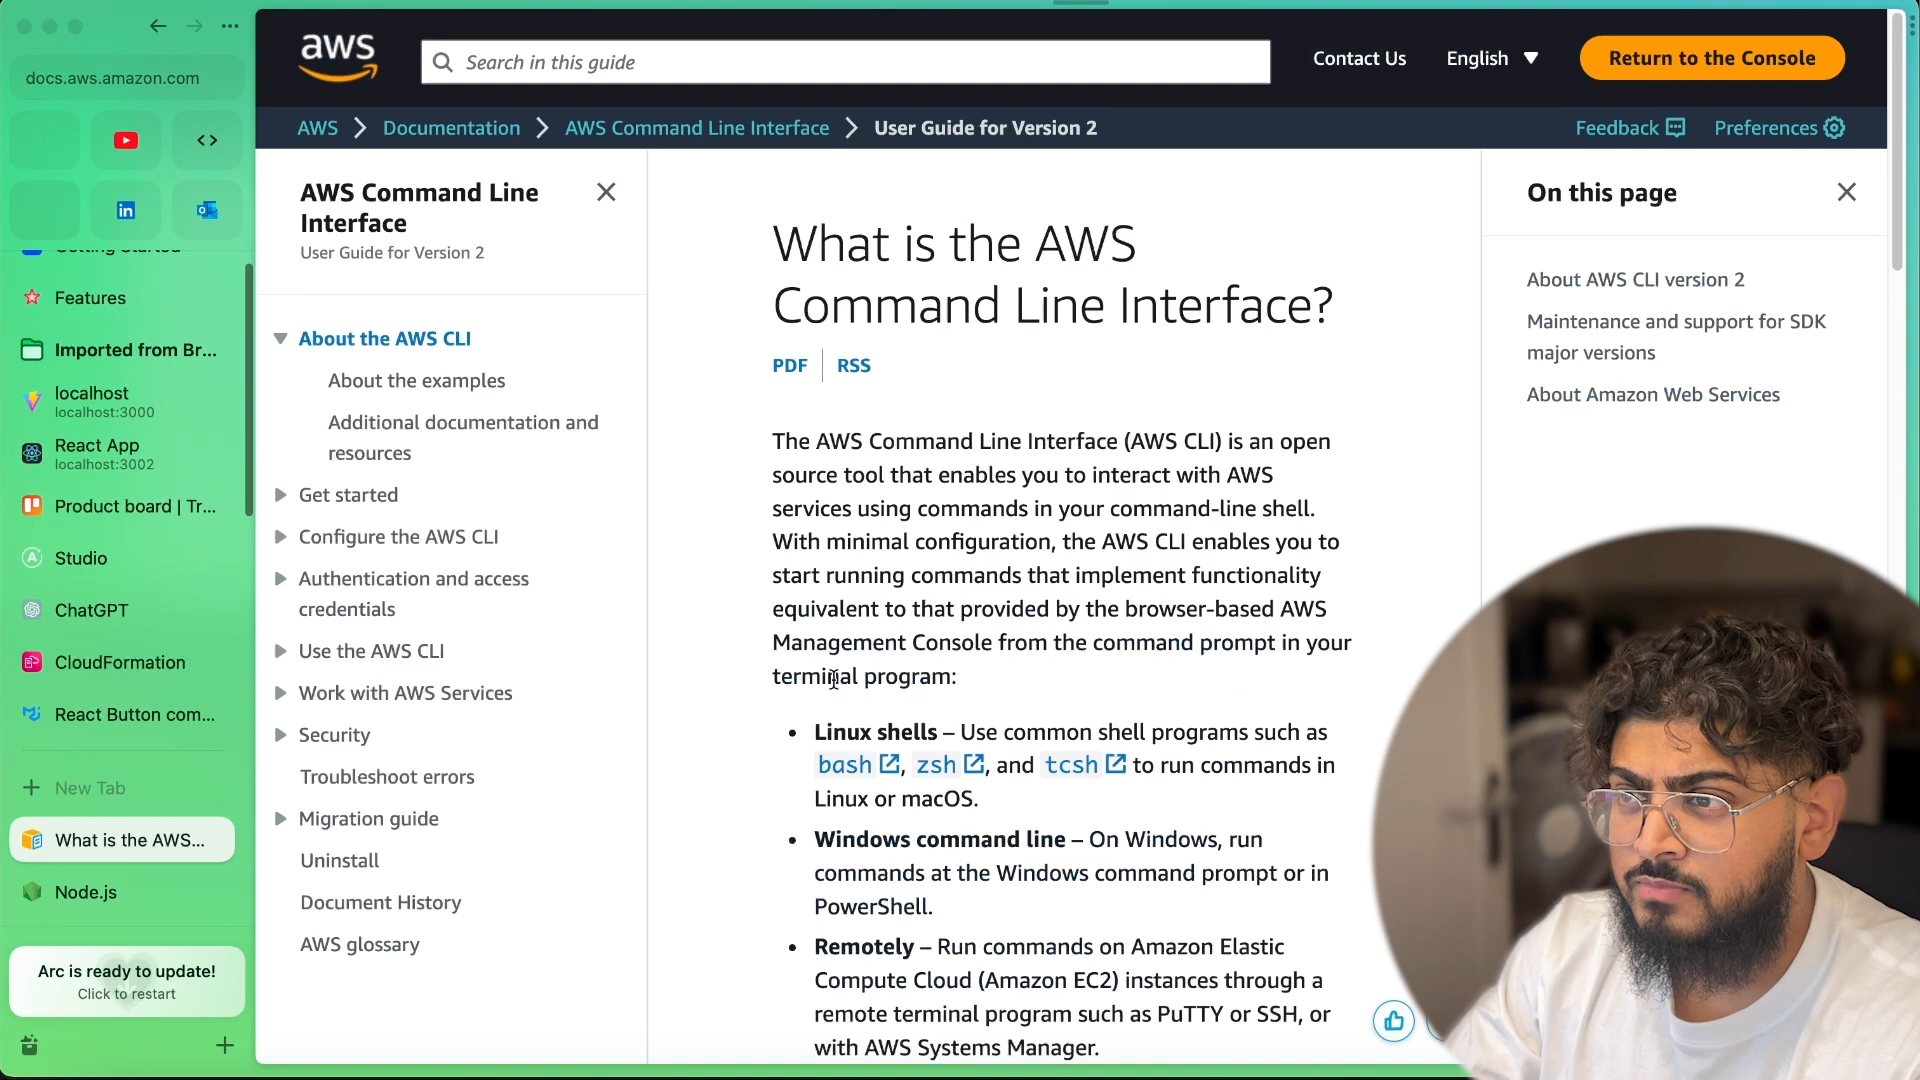 docs.aws.amazon.com
Getting Started
Features
Imported from Br...
localhost
localhost:3000
React App
localhost:3002
Product board | Tr...
Studio
ChatGPT
CloudFormation
React Button com...
New Tab
What is the AWS...
Node.js
Arc is ready to update!
Click to restart
aws
Search in this guide
Contact Us
English
Return to the Console
AWS > Documentation > AWS Command Line Interface > User Guide for Version 2
Feedback
Preferences
AWS Command Line
Interface
User Guide for Version 2
About the AWS CLI
About the examples
Additional documentation and
resources
Get started
Configure the AWS CLI
Authentication and access
credentials
Use the AWS CLI
Work with AWS Services
Security
Troubleshoot errors
Migration guide
Uninstall
Document History
AWS glossary
What is the AWS
Command Line Interface?
PDF | RSS
The AWS Command Line Interface (AWS CLI) is an open
source tool that enables you to interact with AWS
services using commands in your command-line shell.
With minimal configuration, the AWS CLI enables you to
start running commands that implement functionality
equivalent to that provided by the browser-based AWS
Management Console from the command prompt in your
terminal program:
• Linux shells – Use common shell programs such as
bash, zsh, and tcsh to run commands in
Linux or macOS.
• Windows command line – On Windows, run
commands at the Windows command prompt or in
PowerShell.
• Remotely – Run commands on Amazon Elastic
Compute Cloud (Amazon EC2) instances through a
remote terminal program such as PuTTY or SSH, or
with AWS Systems Manager.
On this page
About AWS CLI version 2
Maintenance and support for SDK
major versions
About Amazon Web Services